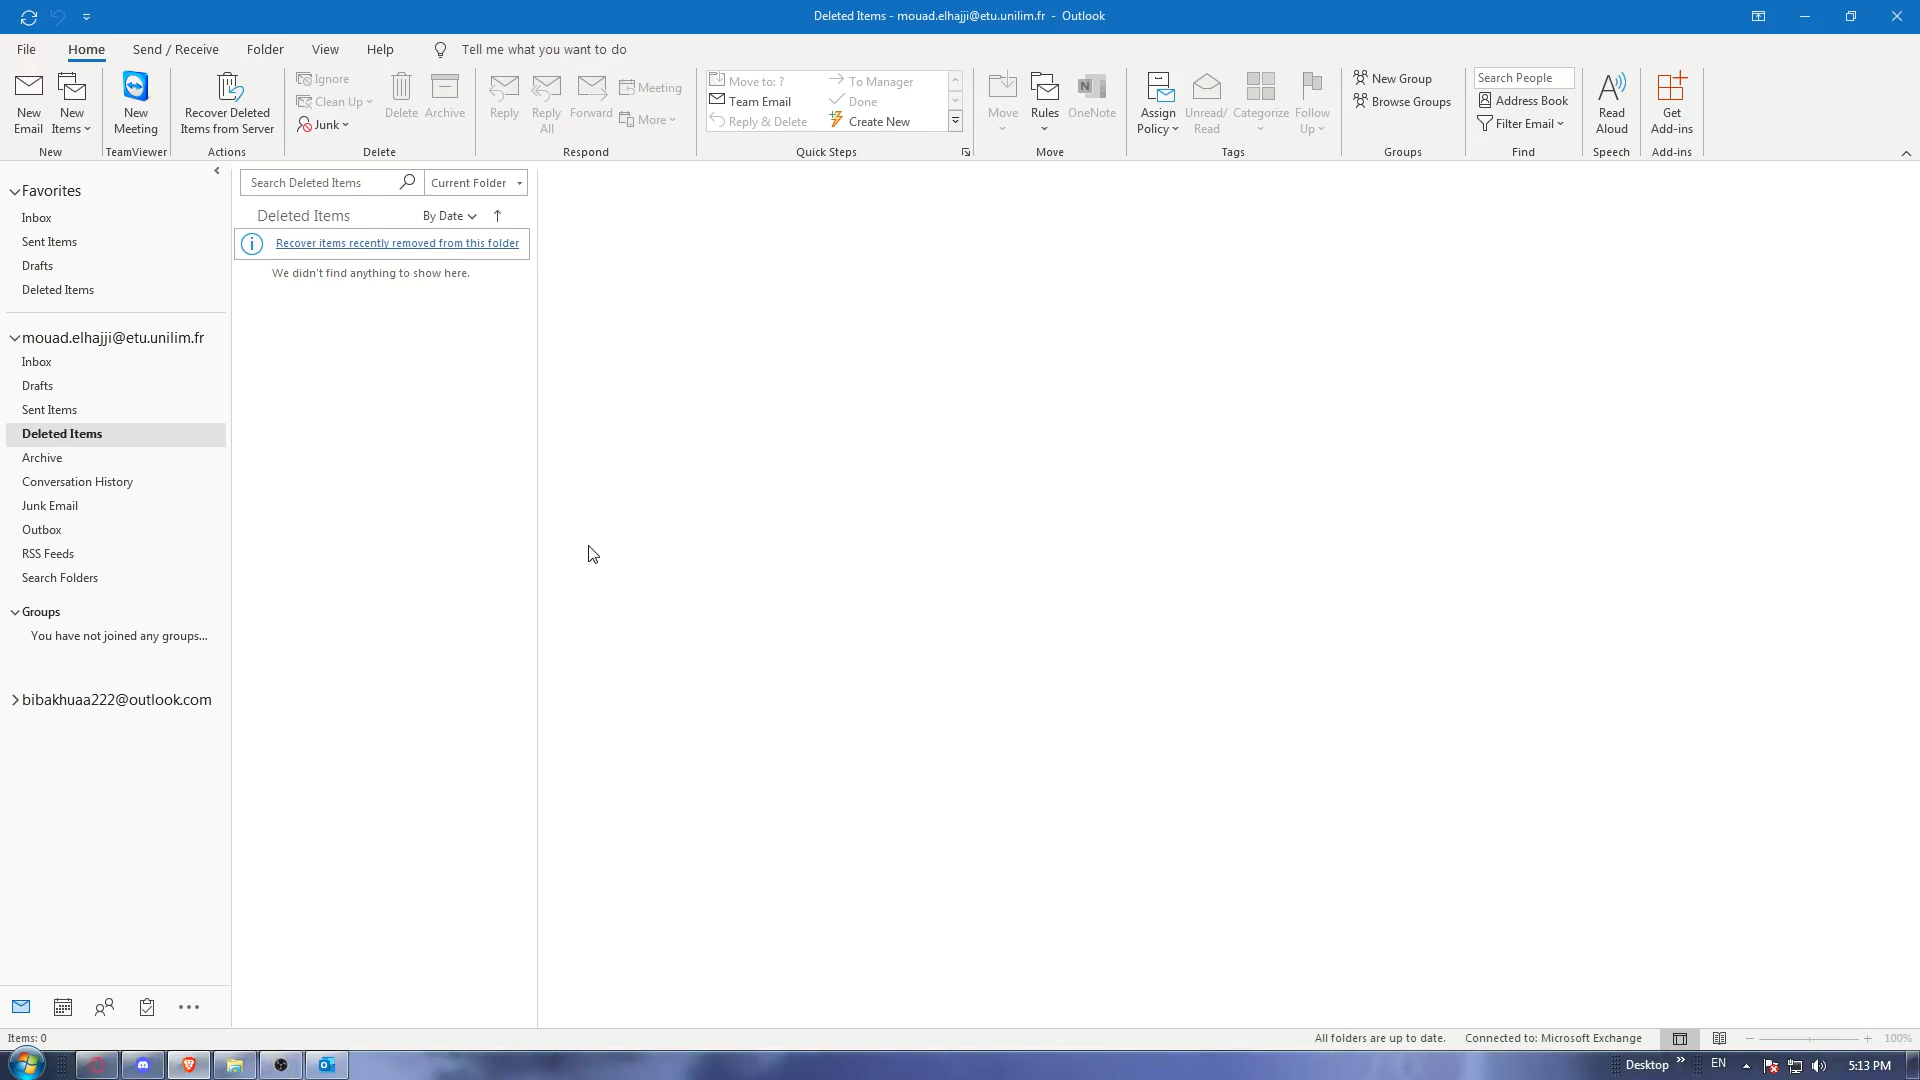 Deleted Items - mouad.elhajji@etu.unilim.fr - Outlook
File Home Send / Receive Folder View Help Tell me what you want to do
New Email
New Items
New
New Meeting
TeamViewer
Recover Deleted Items from Server
Actions
Ignore
Clean Up
Junk
Delete
Archive
Delete
Reply
Reply All
Forward
Meeting
More
Respond
Move to: ?
Team Email
Reply & Delete
To Manager
Done
Create New
Quick Steps
Move
Rules
OneNote
Move
Assign Policy
Unread/ Read
Categorize
Follow Up
Tags
New Group
Browse Groups
Groups
Search People
Address Book
Filter Email
Find
Read Aloud
Speech
Get Add-ins
Add-ins
Favorites
Inbox
Sent Items
Drafts
Deleted Items
mouad.elhajji@etu.unilim.fr
Inbox
Drafts
Sent Items
Deleted Items
Archive
Conversation History
Junk Email
Outbox
RSS Feeds
Search Folders
Groups
You have not joined any groups...
bibakhuaa222@outlook.com
Search Deleted Items Current Folder
Deleted Items By Date
Recover items recently removed from this folder
We didn't find anything to show here.
Items: 0 All folders are up to date. Connected to: Microsoft Exchange 100%
Desktop EN 5:13 PM